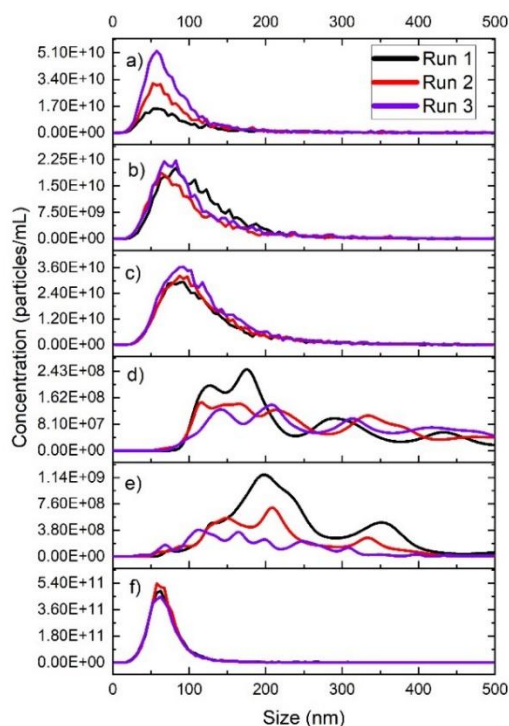 0 100 200 300 400 500
5.10E+10
3.40E+10
1.70E+10
0.00E+00
a)
Run 1
Run 2
Run 3
2.25E+10
1.50E+10
7.50E+09
0.00E+00
b)
3.60E+10
2.40E+10
1.20E+10
0.00E+00
c)
2.43E+08
1.62E+08
8.10E+07
0.00E+00
d)
1.14E+09
7.60E+08
3.80E+08
0.00E+00
e)
5.40E+11
3.60E+11
1.80E+11
0.00E+00
f)
Concentration (particles/mL)
0 100 200 300 400 500
Size (nm)